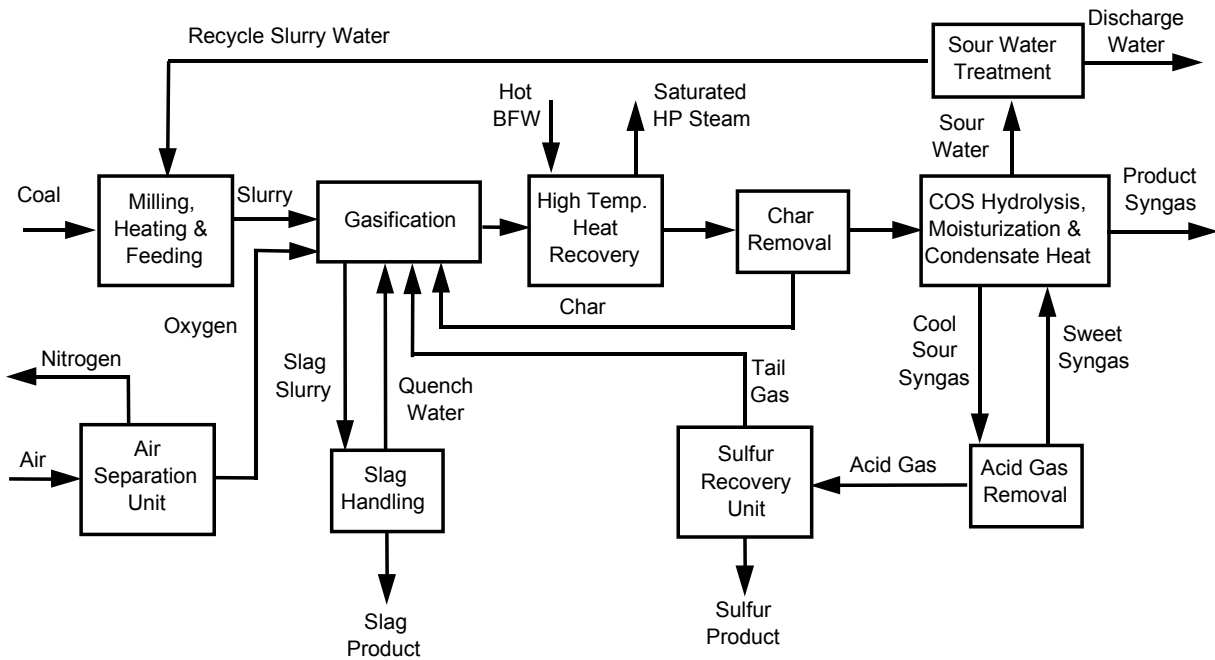 Recycle Slurry Water
Sour Water
Treatment
Discharge
Water
Hot
BFW
Saturated
HP Steam
Sour
Water
Coal
Milling,
Heating &
Feeding
Slurry
Gasification
High Temp.
Heat
Recovery
Char
Removal
COS Hydrolysis,
Moisturization &
Condensate Heat
Product
Syngas
Oxygen
Char
Nitrogen
Slag
Slurry
Quench
Water
Tail
Gas
Cool
Sour
Syngas
Sweet
Syngas
Air
Air
Separation
Unit
Slag
Handling
Sulfur
Recovery
Unit
Acid Gas
Acid Gas
Removal
Slag
Product
Sulfur
Product